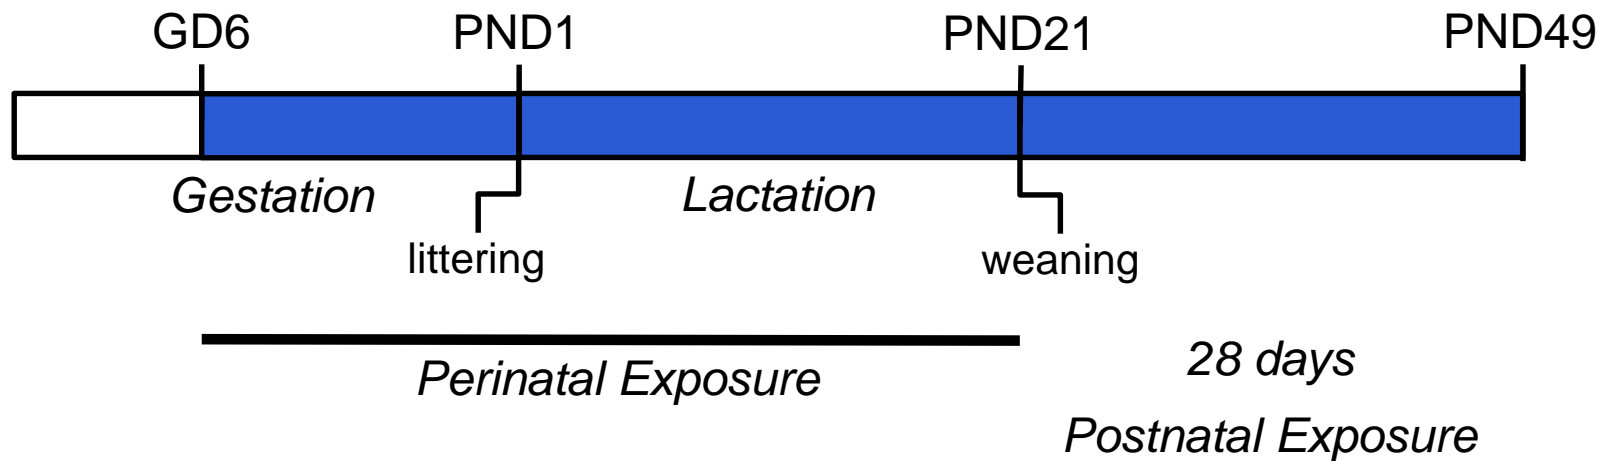 GD6 PND1 PND21 PND49
Gestation Lactation
littering weaning
Perinatal Exposure
28 days
Postnatal Exposure